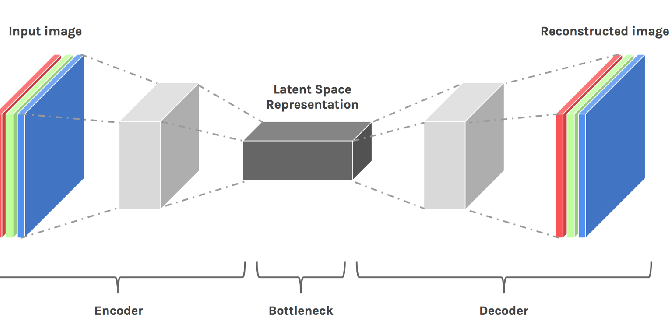 Input image
Reconstructed image
Latent Space
Representation
Encoder
Bottleneck
Decoder